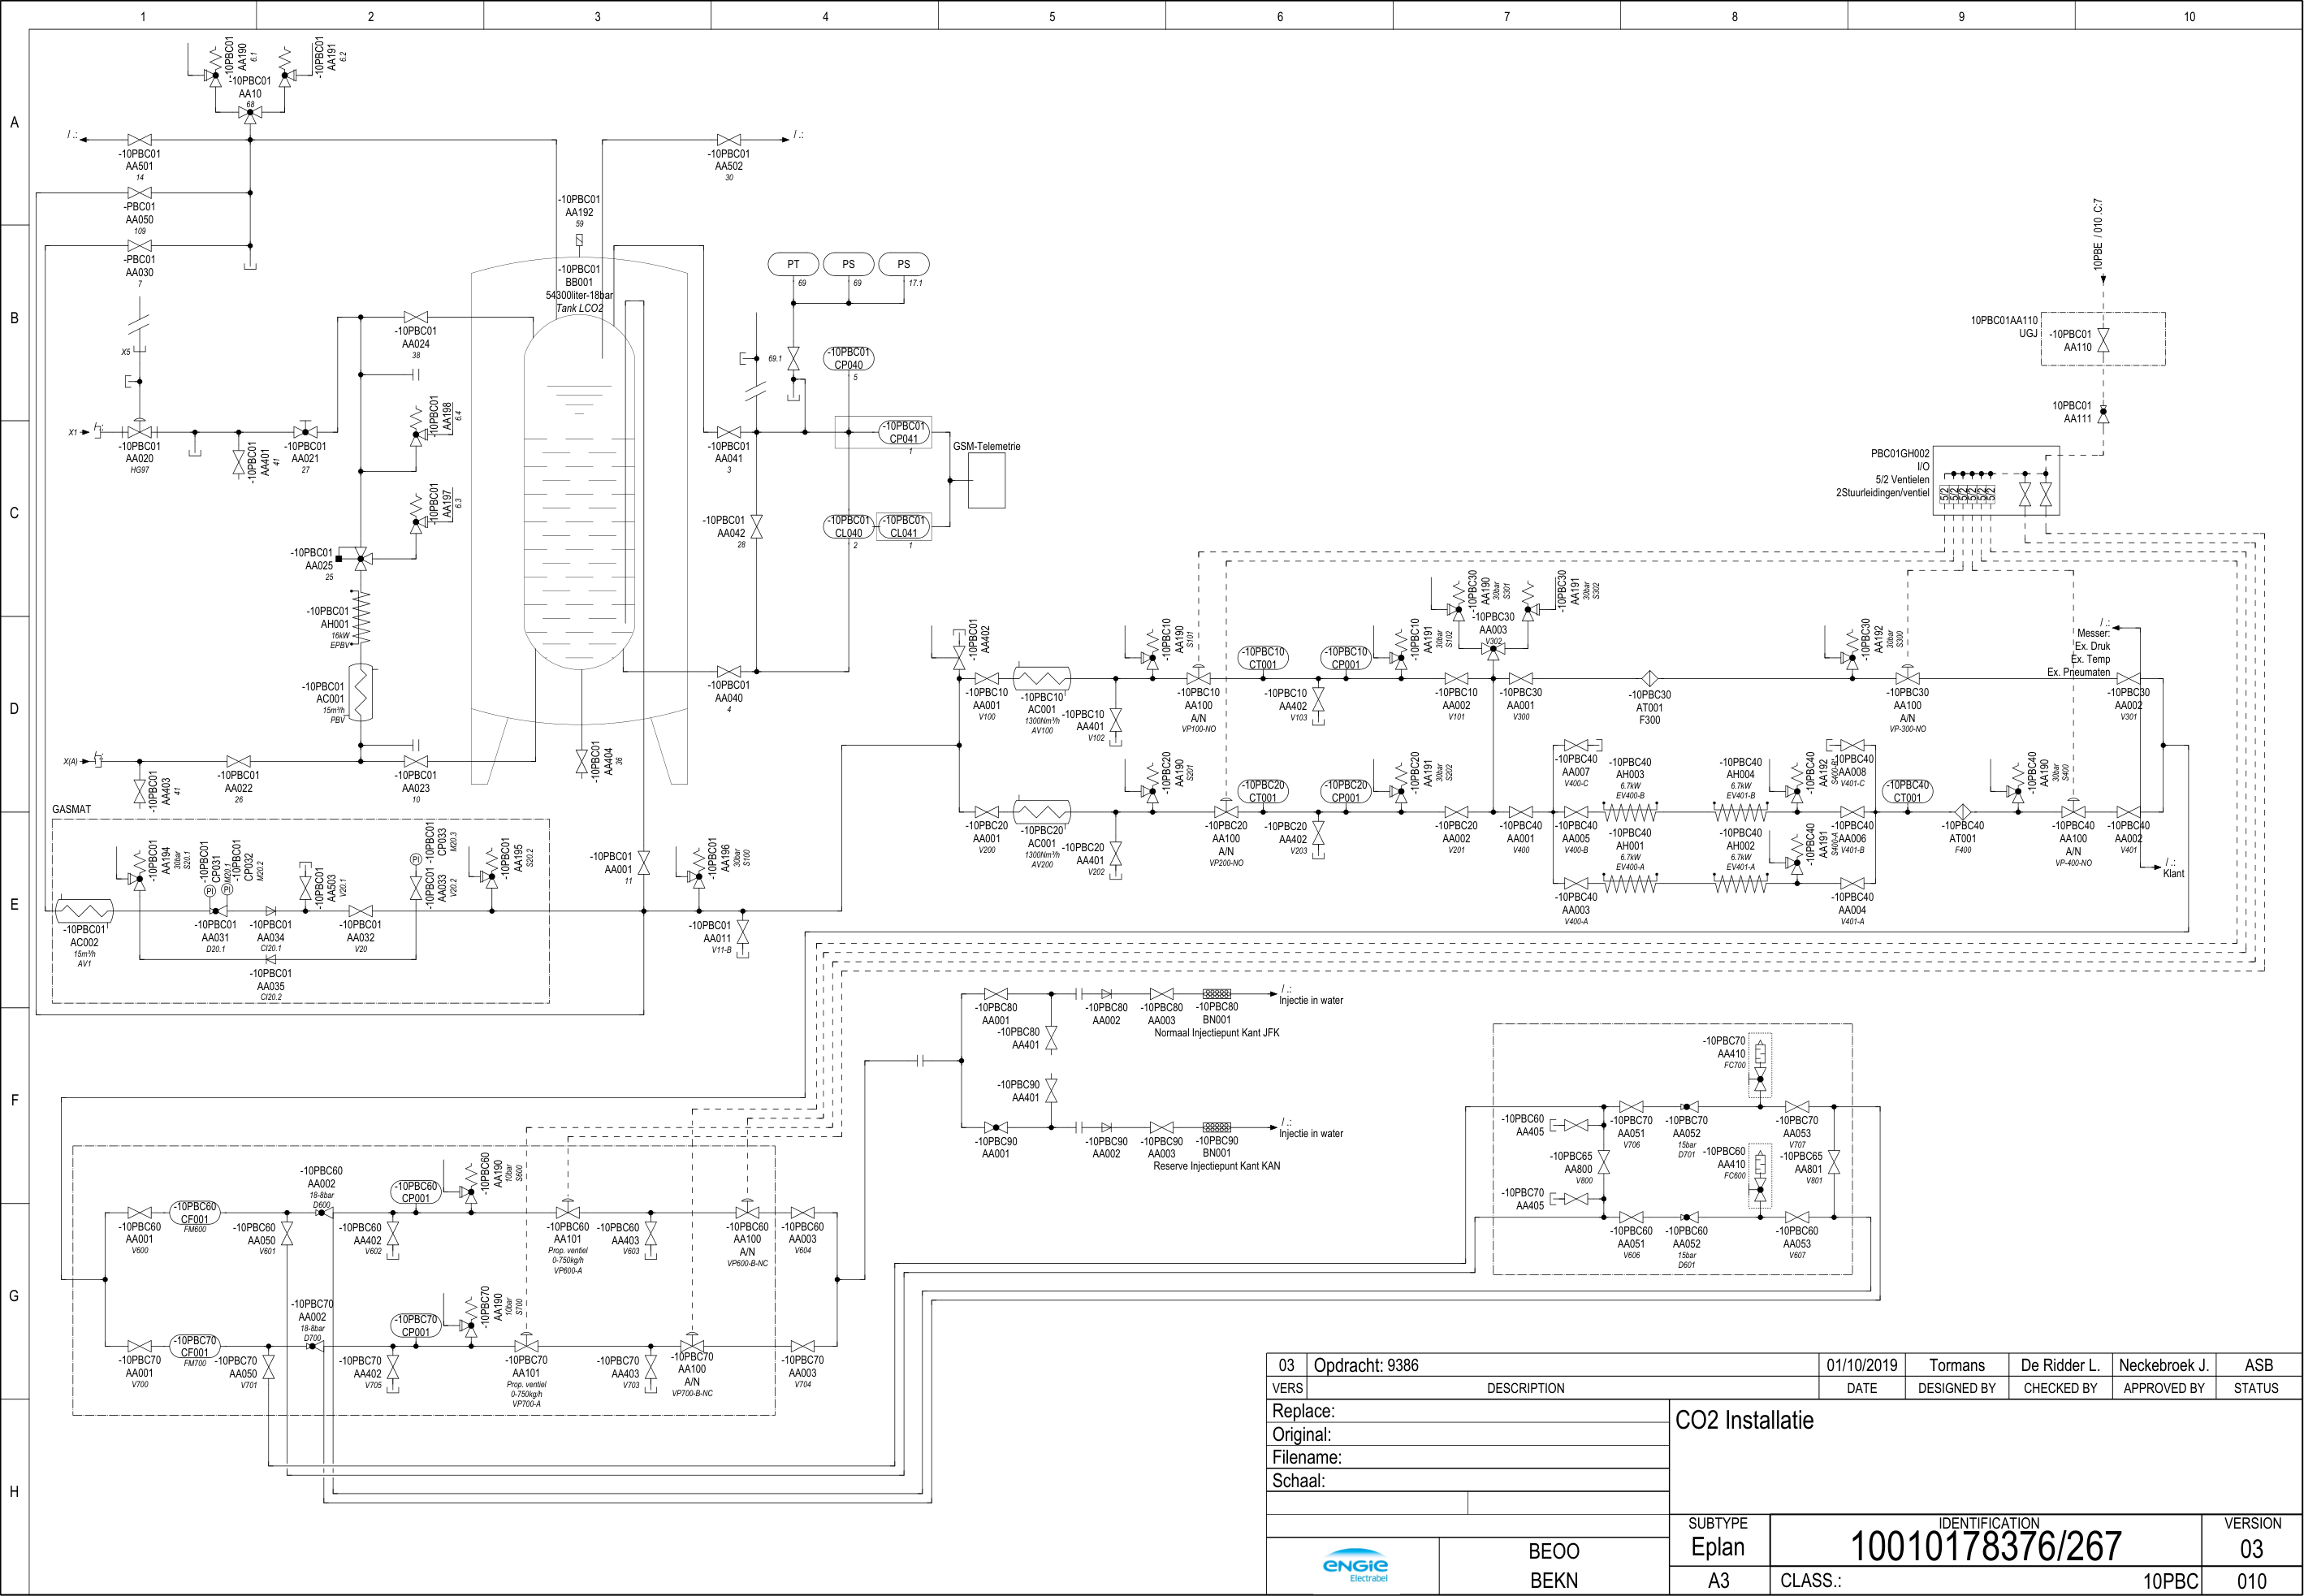 1 2 3 4 5 6 7 8 9 10
A
B
C
D
E
F
G
H
-10PBC01
AA190
6.1
-10PBC01
AA191
6.2
-10PBC01
AA10
68
/ .:
-10PBC01
AA501
14
-PBC01
AA050
109
-PBC01
AA030
7
X5
X1
/ .:
-10PBC01
AA020
HG97
-10PBC01
AA401
41
-10PBC01
AA021
27
-10PBC01
AA024
38
-10PBC01
AA198
6.4
-10PBC01
AA197
6.3
-10PBC01
AA025
25
-10PBC01
AH001
16kW
EPBV
-10PBC01
AC001
15m³/h
PBV
X(A)
/ .:
-10PBC01
AA403
41
-10PBC01
AA022
26
-10PBC01
AA023
10
-10PBC01
AA192
59
-10PBC01
BB001
54300liter-18bar
Tank LCO2
-10PBC01
AA404
36
-10PBC01
AA502
30
/ .:
PT
69
PS
69
PS
17.1
69.1
-10PBC01
CP040
5
-10PBC01
CP041
1
GSM-Telemetrie
-10PBC01
AA041
3
-10PBC01
AA042
28
-10PBC01
CL040
2
-10PBC01
CL041
1
-10PBC01
AA040
4
GASMAT
-10PBC01
AC002
15m³/h
AV1
-10PBC01
AA194
30bar
S20.1
-10PBC01
CP031
M20.1
PI
-10PBC01
CP032
M20.2
PI
-10PBC01
AA031
D20.1
-10PBC01
AA034
CI20.1
-10PBC01
AA035
CI20.2
-10PBC01
AA503
V20.1
-10PBC01
AA032
V20
-10PBC01
CP033
M20.3
PI
-10PBC01
AA033
V20.2
-10PBC01
AA195
S20.2
-10PBC01
AA001
11
-10PBC01
AA196
30bar
S100
-10PBC01
AA011
V11-B
-10PBC01
AA402
-10PBC10
AA001
V100
-10PBC10
AC001
1300Nm³/h
AV100
-10PBC10
AA401
V102
-10PBC10
AA190
S101
-10PBC10
AA100
A/N
VP100-NO
-10PBC10
CT001
-10PBC10
AA402
V103
-10PBC10
CP001
-10PBC10
AA191
30bar
S102
-10PBC10
AA002
V101
-10PBC20
AA001
V200
-10PBC20
AC001
1300Nm³/h
AV200
-10PBC20
AA401
V202
-10PBC20
AA190
S201
-10PBC20
AA100
A/N
VP200-NO
-10PBC20
CT001
-10PBC20
AA402
V203
-10PBC20
CP001
-10PBC20
AA191
30bar
S202
-10PBC20
AA002
V201
-10PBC30
AA190
30bar
S301
-10PBC30
AA191
30bar
S302
-10PBC30
AA003
V302
-10PBC30
AA001
V300
-10PBC30
AT001
F300
-10PBC30
AA192
30bar
S300
-10PBC30
AA100
A/N
VP-300-NO
-10PBC30
AA002
V301
/ .:
Messer:
Ex. Druk
Ex. Temp
Ex. Pneumaten
-10PBC40
AA001
V400
-10PBC40
AA007
V400-C
-10PBC40
AA005
V400-B
-10PBC40
AA003
V400-A
-10PBC40
AH003
6.7kW
EV400-B
-10PBC40
AH001
6.7kW
EV400-A
-10PBC40
AH004
6.7kW
EV401-B
-10PBC40
AH002
6.7kW
EV401-A
-10PBC40
AA192
S400-B
-10PBC40
AA191
S400-A
-10PBC40
AA008
V401-C
-10PBC40
AA006
V401-B
-10PBC40
AA004
V401-A
-10PBC40
CT001
-10PBC40
AT001
F400
-10PBC40
AA190
30bar
S400
-10PBC40
AA100
A/N
VP-400-NO
-10PBC40
AA002
V401
/ .:
Klant
10PBE / 010 .C:7
10PBC01AA110
UGJ
-10PBC01
AA110
10PBC01
AA111
PBC01GH002
I/O
5/2 Ventielen
2Stuurleidingen/ventiel
5/2
5/2
5/2
5/2
5/2
5/2
-10PBC80
AA001
-10PBC80
AA401
-10PBC80
AA002
-10PBC80
AA003
-10PBC80
BN001
/ .:
Injectie in water
Normaal Injectiepunt Kant JFK
-10PBC90
AA401
-10PBC90
AA001
-10PBC90
AA002
-10PBC90
AA003
-10PBC90
BN001
/ .:
Injectie in water
Reserve Injectiepunt Kant KAN
-10PBC60
AA001
V600
-10PBC60
CF001
FM600
-10PBC60
AA050
V601
-10PBC60
AA002
18-8bar
D600
-10PBC60
AA402
V602
-10PBC60
CP001
-10PBC60
AA190
10bar
S600
-10PBC60
AA101
Prop. ventiel
0-750kg/h
VP600-A
-10PBC60
AA403
V603
-10PBC60
AA100
A/N
VP600-B-NC
-10PBC60
AA003
V604
-10PBC70
AA001
V700
-10PBC70
CF001
FM700
-10PBC70
AA050
V701
-10PBC70
AA002
18-8bar
D700
-10PBC70
AA402
V705
-10PBC70
CP001
-10PBC70
AA190
10bar
S700
-10PBC70
AA101
Prop. ventiel
0-750kg/h
VP700-A
-10PBC70
AA403
V703
-10PBC70
AA100
A/N
VP700-B-NC
-10PBC70
AA003
V704
-10PBC70
AA410
FC700
-10PBC60
AA405
-10PBC70
AA051
V706
-10PBC70
AA052
15bar
D701
-10PBC70
AA053
V707
-10PBC65
AA800
V800
-10PBC60
AA410
FC600
-10PBC65
AA801
V801
-10PBC70
AA405
-10PBC60
AA051
V606
-10PBC60
AA052
15bar
D601
-10PBC60
AA053
V607
03 Opdracht: 9386 01/10/2019 Tormans De Ridder L. Neckebroek J. ASB
VERS DESCRIPTION DATE DESIGNED BY CHECKED BY APPROVED BY STATUS
Replace:
Original:
Filename:
Schaal:
CO2 Installatie
ENGIE
Electrabel
BEOO
BEKN
SUBTYPE
Eplan
A3
IDENTIFICATION
10010178376/267
CLASS.: 10PBC
VERSION
03
010